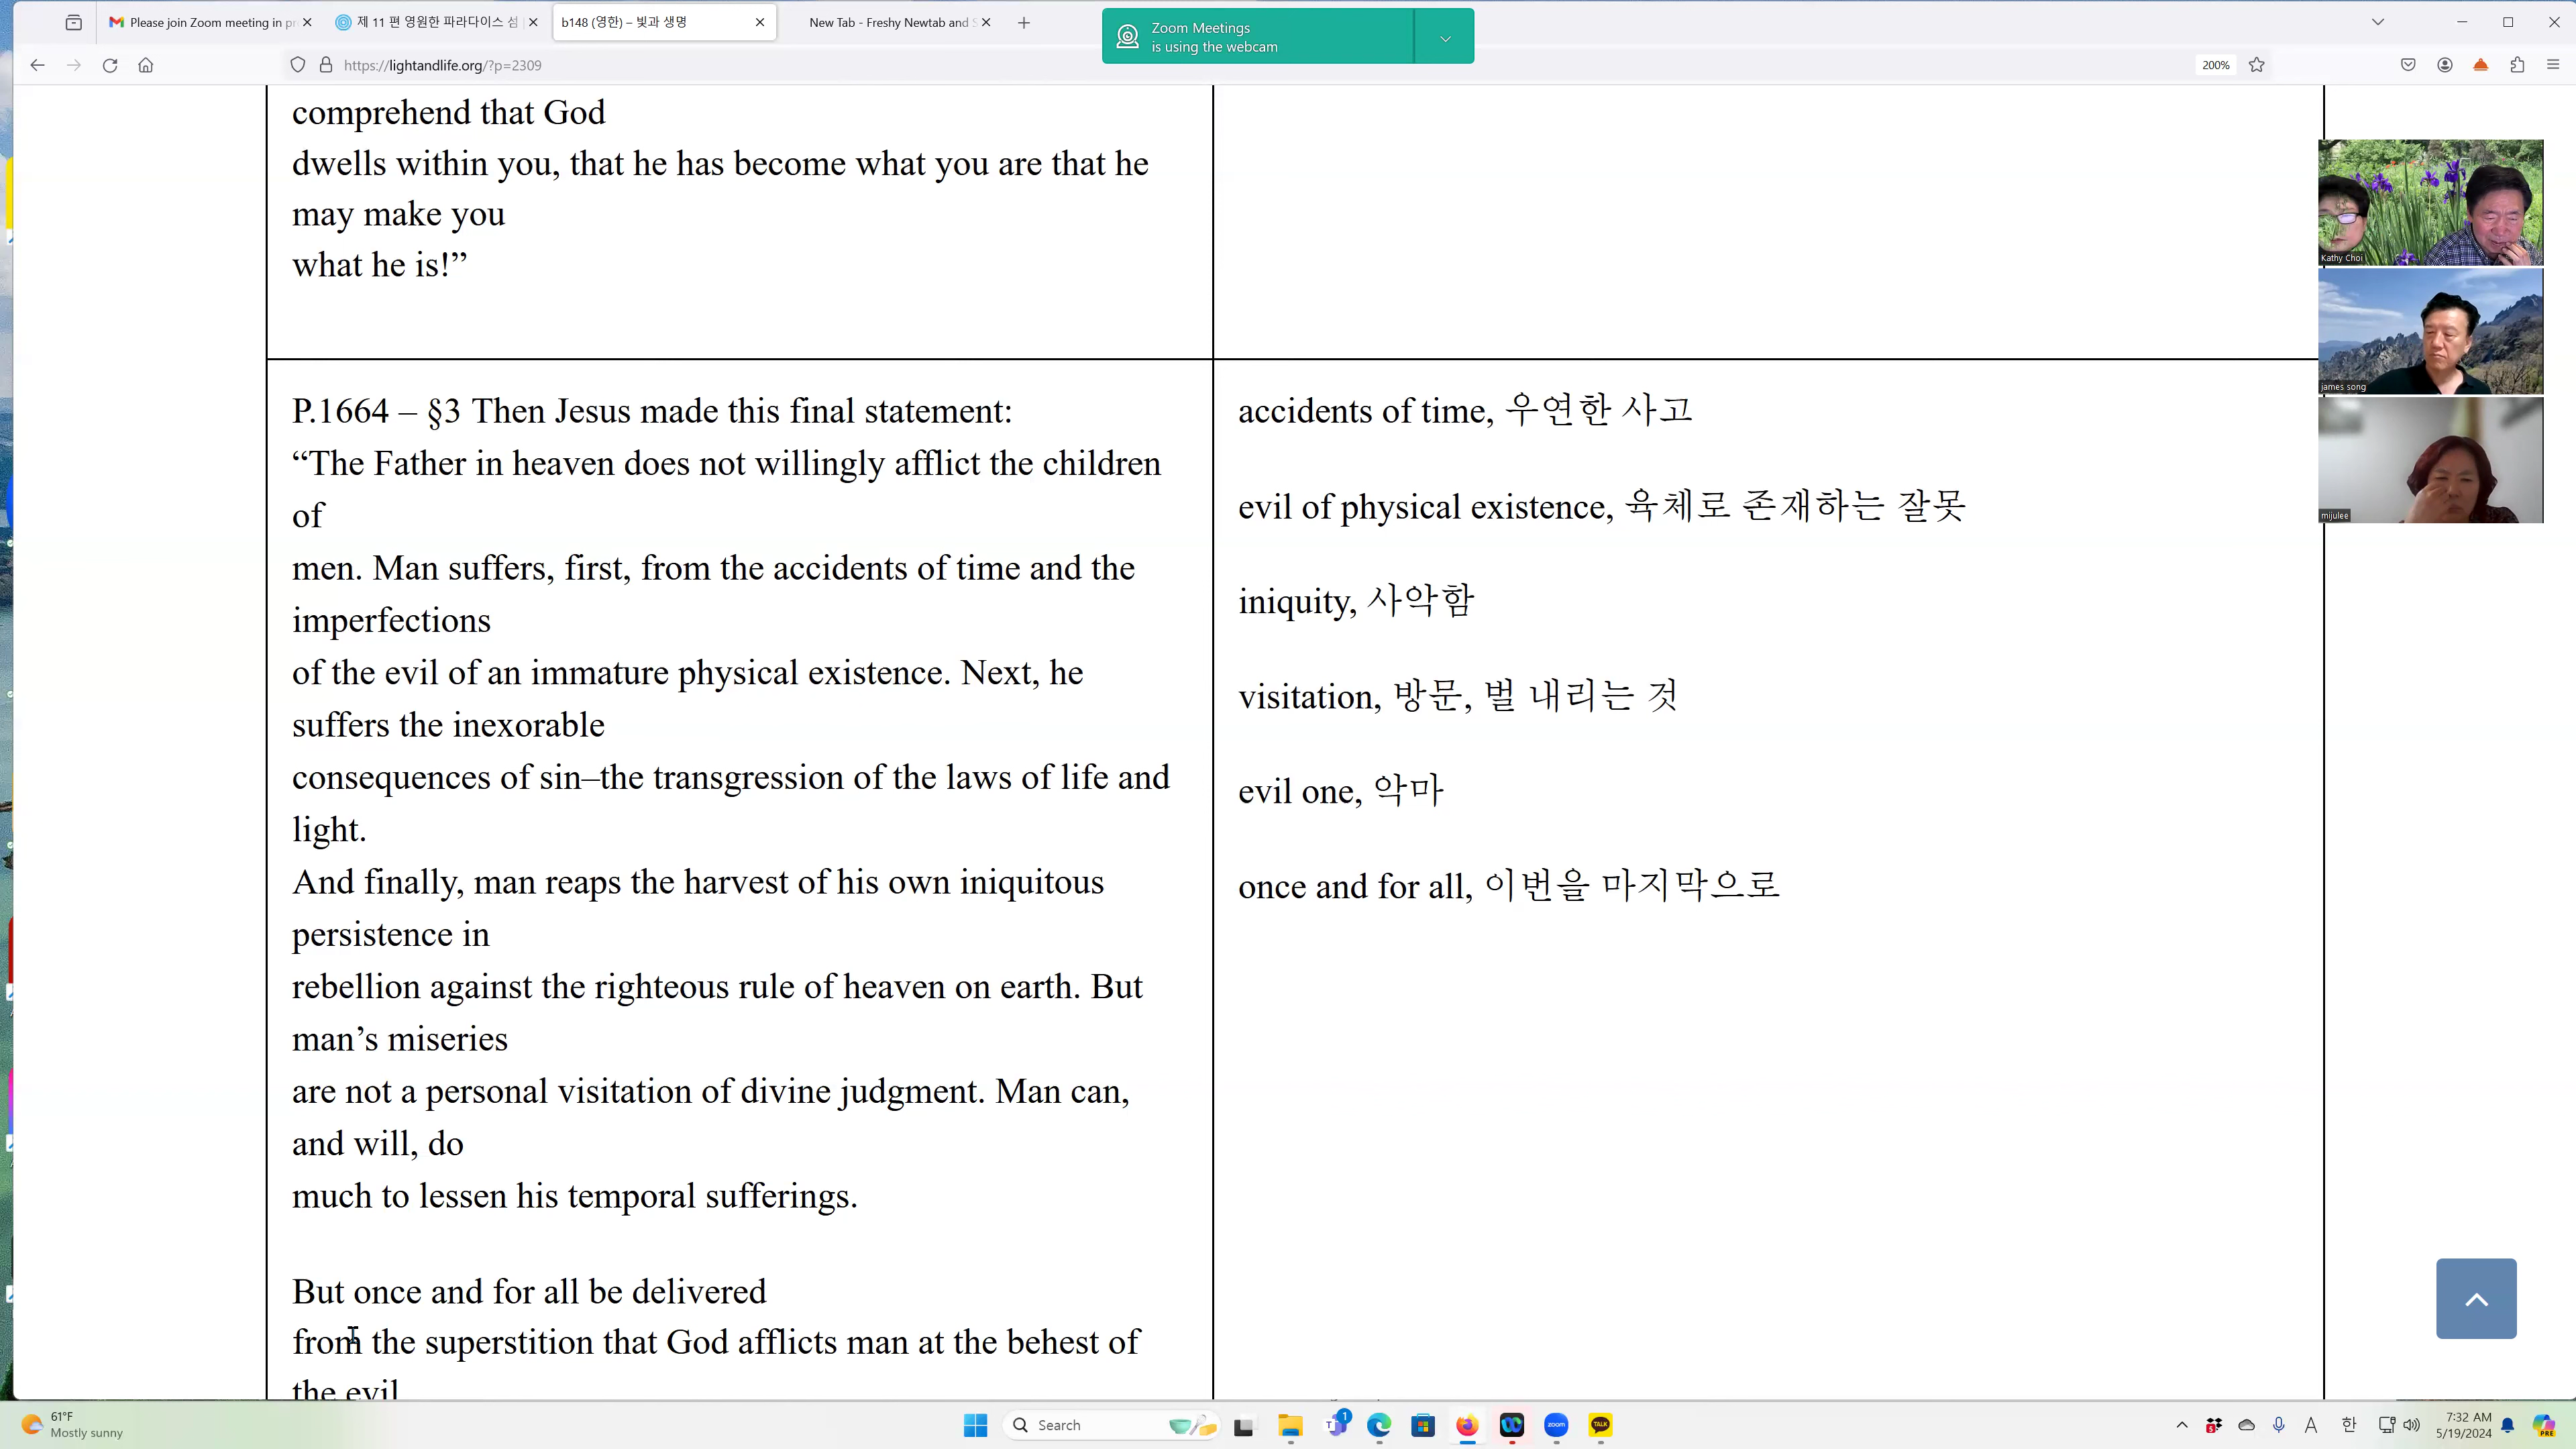 Please join Zoom meeting in pr
제 11 편 영원한 파라다이스 섬
b148 (영한) – 빛과 생명
New Tab - Freshy Newtab and S
Zoom Meetings
is using the webcam
https://lightandlife.org/?p=2309
200%
comprehend that God
dwells within you, that he has become what you are that he
may make you
what he is!”
P.1664 – §3 Then Jesus made this final statement:
“The Father in heaven does not willingly afflict the children
of
men. Man suffers, first, from the accidents of time and the
imperfections
of the evil of an immature physical existence. Next, he
suffers the inexorable
consequences of sin–the transgression of the laws of life and
light.
And finally, man reaps the harvest of his own iniquitous
persistence in
rebellion against the righteous rule of heaven on earth. But
man’s miseries
are not a personal visitation of divine judgment. Man can,
and will, do
much to lessen his temporal sufferings.
But once and for all be delivered
from the superstition that God afflicts man at the behest of
the evil
accidents of time, 우연한 사고
evil of physical existence, 육체로 존재하는 잘못
iniquity, 사악함
visitation, 방문, 벌 내리는 것
evil one, 악마
once and for all, 이번을 마지막으로
Kathy Choi
james song
mijulee
61°F
Mostly sunny
Search
1
zoom
TALK
PRE
5
A
한
7:32 AM
5/19/2024